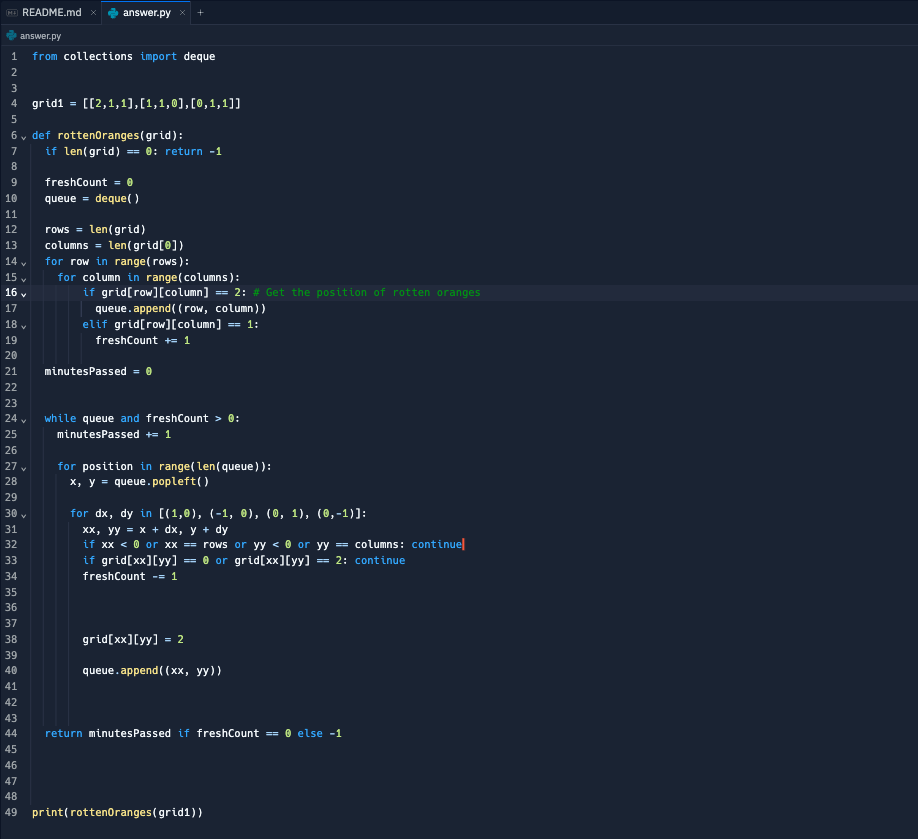 README.md × answer.py × +
answer.py
1 from collections import deque
2
3
4 grid1 = [[2,1,1],[1,1,0],[0,1,1]]
5
6 def rottenOranges(grid):
7 if len(grid) == 0: return -1
8
9 freshCount = 0
10 queue = deque()
11
12 rows = len(grid)
13 columns = len(grid[0])
14 for row in range(rows):
15 for column in range(columns):
16 if grid[row][column] == 2: # Get the position of rotten oranges
17 queue.append((row, column))
18 elif grid[row][column] == 1:
19 freshCount += 1
20
21 minutesPassed = 0
22
23
24 while queue and freshCount > 0:
25 minutesPassed += 1
26
27 for position in range(len(queue)):
28 x, y = queue.popleft()
29
30 for dx, dy in [(1,0), (-1, 0), (0, 1), (0,-1)]:
31 xx, yy = x + dx, y + dy
32 if xx < 0 or xx == rows or yy < 0 or yy == columns: continue
33 if grid[xx][yy] == 0 or grid[xx][yy] == 2: continue
34 freshCount -= 1
35
36
37
38 grid[xx][yy] = 2
39
40 queue.append((xx, yy))
41
42
43
44 return minutesPassed if freshCount == 0 else -1
45
46
47
48
49 print(rottenOranges(grid1))